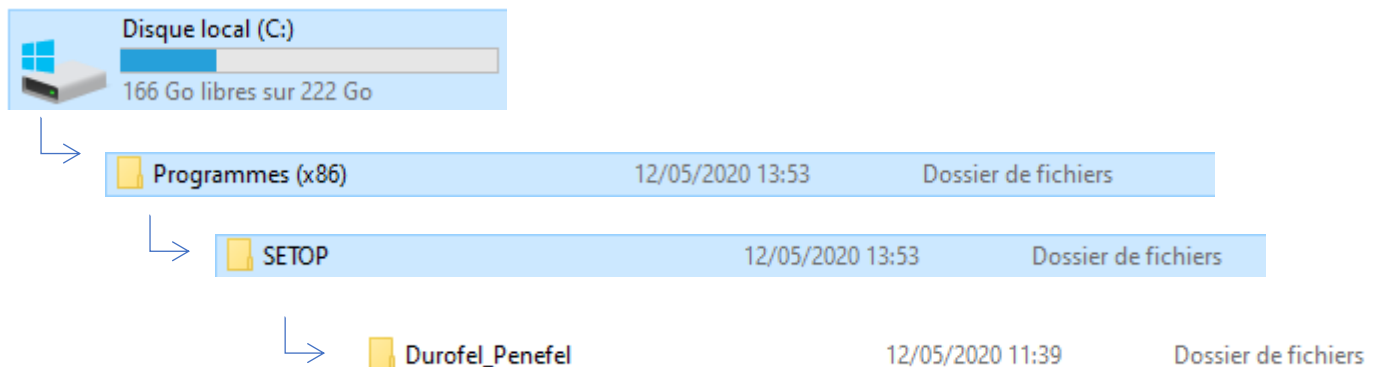 Disque local (C:)
166 Go libres sur 222 Go
Programmes (x86) 12/05/2020 13:53 Dossier de fichiers
SETOP 12/05/2020 13:53 Dossier de fichiers
Durofel_Penefel 12/05/2020 11:39 Dossier de fichiers